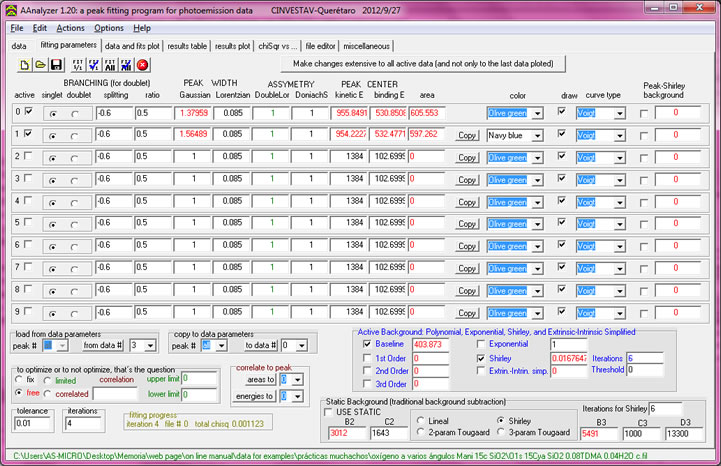 AAnalyzer 1.20: a peak fitting program for photoemission data CINVESTAV-Querétaro 2012/9/27
File Edit Actions Options Help
data fitting parameters data and fits plot results table results plot chiSqr vs ... file editor miscellaneous
FIT 1/1 FIT 1 FIT All FIT All Make changes extensive to all active data (and not only to the last data ploted)
BRANCHING (for doublet) PEAK WIDTH ASSYMETRY PEAK CENTER Peak-Shirley
active singlet doublet splitting ratio Gaussian Lorentzian DoubleLor DoniachS kinetic E binding E area color draw curve type background
0 -0.6 0.5 1.37959 0.085 1 1 955.8491 530.8508 605.553 Olive green Voigt 0
1 -0.6 0.5 1.56489 0.085 1 1 954.2227 532.4771 597.262 Copy Navy blue Voigt 0
2 -0.6 0.5 1 0.085 1 1 1384 102.6999 0 Copy Olive green Voigt 0
3 -0.6 0.5 1 0.085 1 1 1384 102.6999 0 Copy Olive green Voigt 0
4 -0.6 0.5 1 0.085 1 1 1384 102.6999 0 Copy Olive green Voigt 0
5 -0.6 0.5 1 0.085 1 1 1384 102.6999 0 Copy Olive green Voigt 0
6 -0.6 0.5 1 0.085 1 1 1384 102.6999 0 Copy Olive green Voigt 0
7 -0.6 0.5 1 0.085 1 1 1384 102.6999 0 Copy Olive green Voigt 0
8 -0.6 0.5 1 0.085 1 1 1384 102.6999 0 Copy Olive green Voigt 0
9 -0.6 0.5 1 0.085 1 1 1384 102.6999 0 Copy Olive green Voigt 0
load from data parameters
peak # from data # 3
copy to data parameters
peak # all to data # 0
Active Background: Polynomial, Exponential, Shirley, and Extrinsic-Intrinsic Simplified
Baseline 403.873 Exponential 1
1st Order 0 Shirley 0.0167647 Iterations 6
2nd Order 0 Extrin.-Intrin. simp. 0 Threshold 0
3rd Order 0
to optimize or to not optimize, that's the question
fix limited correlation upper limit 0
free correlated lower limit 0
correlate to peak
areas to 0
energies to 0
tolerance
0.01
iterations
4
fitting progress
iteration 4 file # 0 total chisq 0.001123
Static Background (traditional background subtraction)
USE STATIC Lineal Shirley Iterations for Shirley 6
B2 C2 2-param Tougaard 3-param Tougaard B3 C3 D3
3012 1643 5491 1000 13300
C:\Users\AS-MICRO\Desktop\Memoria\web page\on line manual\data for examples\prácticas muchachos\oxígeno a varios ángulos Mani 15c SiO2\O1s 15Cya SiO2 0.08TDMA 0.04H2O c.fil